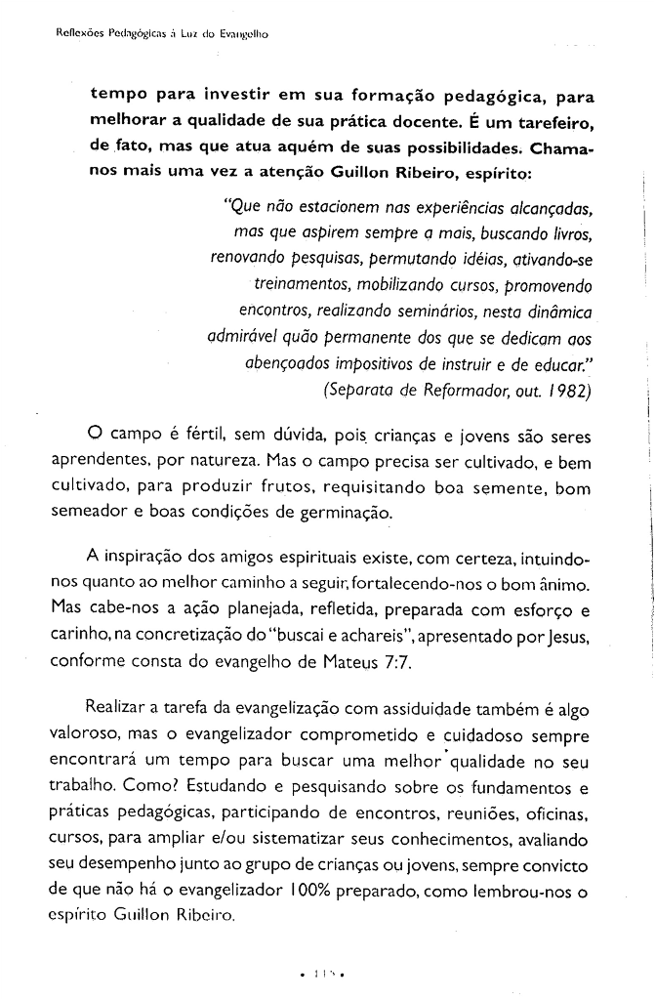 Reflexões Pedagógicas à Luz do Evangelho
tempo para investir em sua formação pedagógica, para
melhorar a qualidade de sua prática docente. É um tarefeiro,
de fato, mas que atua aquém de suas possibilidades. Chama-
nos mais uma vez a atenção Guillon Ribeiro, espírito:
"Que não estacionem nas experiências alcançadas,
mas que aspirem sempre a mais, buscando livros,
renovando pesquisas, permutando idéias, ativando-se
treinamentos, mobilizando cursos, promovendo
encontros, realizando seminários, nesta dinâmica
admirável quão permanente dos que se dedicam aos
abençoados impositivos de instruir e de educar."
(Separata de Reformador, out. 1982)
O campo é fértil, sem dúvida, pois crianças e jovens são seres
aprendentes, por natureza. Mas o campo precisa ser cultivado, e bem
cultivado, para produzir frutos, requisitando boa semente, bom
semeador e boas condições de germinação.
A inspiração dos amigos espirituais existe, com certeza, intuindo-
nos quanto ao melhor caminho a seguir, fortalecendo-nos o bom ânimo.
Mas cabe-nos a ação planejada, refletida, preparada com esforço e
carinho, na concretização do "buscai e achareis", apresentado por Jesus,
conforme consta do evangelho de Mateus 7:7.
Realizar a tarefa da evangelização com assiduidade também é algo
valoroso, mas o evangelizador comprometido e cuidadoso sempre
encontrará um tempo para buscar uma melhor qualidade no seu
trabalho. Como? Estudando e pesquisando sobre os fundamentos e
práticas pedagógicas, participando de encontros, reuniões, oficinas,
cursos, para ampliar e/ou sistematizar seus conhecimentos, avaliando
seu desempenho junto ao grupo de crianças ou jovens, sempre convicto
de que não há o evangelizador 100% preparado, como lembrou-nos o
espírito Guillon Ribeiro.